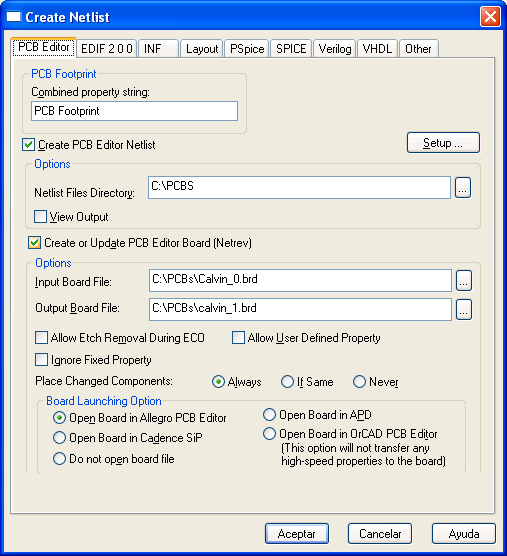 Create Netlist
PCB Editor EDIF 2 0 0 INF Layout PSpice SPICE Verilog VHDL Other
PCB Footprint
Combined property string:
PCB Footprint
Create PCB Editor Netlist
Setup ...
Options
Netlist Files Directory: C:\PCBS ...
View Output
Create or Update PCB Editor Board (Netrev)
Options
Input Board File: C:\PCBs\Calvin_0.brd ...
Output Board File: C:\PCBs\calvin_1.brd ...
Allow Etch Removal During ECO Allow User Defined Property
Ignore Fixed Property
Place Changed Components: Always If Same Never
Board Launching Option
Open Board in Allegro PCB Editor
Open Board in Cadence SiP
Do not open board file
Open Board in APD
Open Board in OrCAD PCB Editor
(This option will not transfer any
high-speed properties to the board)
Aceptar Cancelar Ayuda